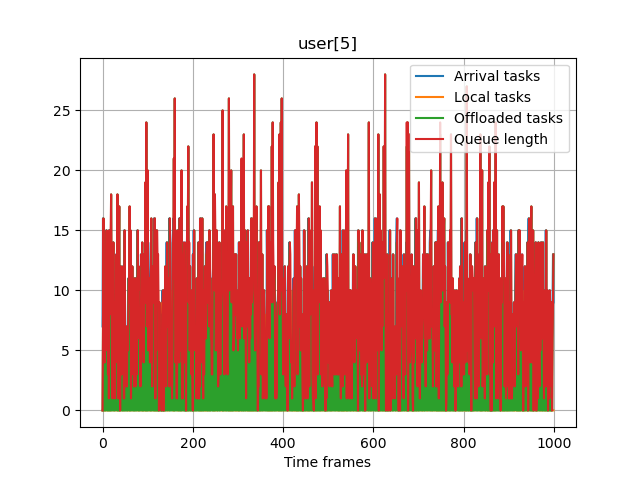 user[5]
Arrival tasks
Local tasks
Offloaded tasks
Queue length
25
20
15
10
5
0
0 200 400 600 800 1000
Time frames